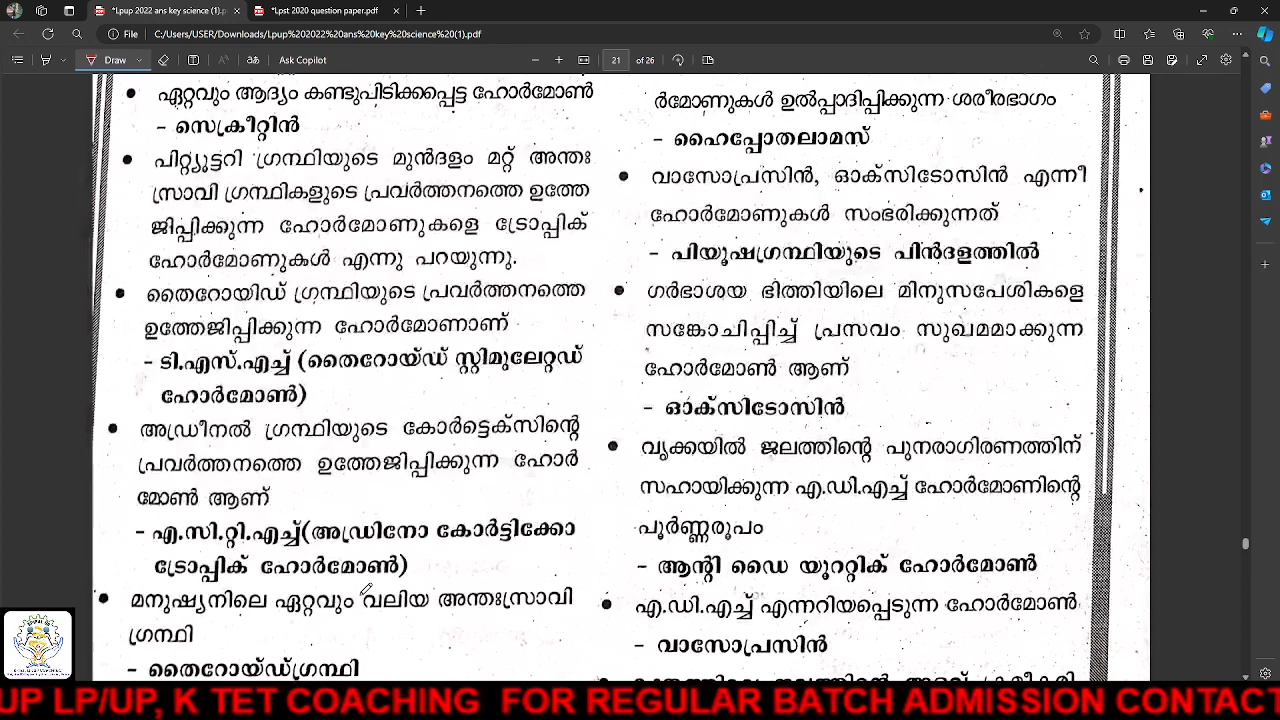 *Lpup 2022 ans key science (1).p
*Lpst 2020 question paper.pdf
File
C:/Users/USER/Downloads/Lpup%202022%20ans%20key%20science%20(1).pdf
Draw
Ask Copilot
21 of 26
ഏറ്റവും ആദ്യം കണ്ടുപിടിക്കപ്പെട്ട ഹോർമോൺ
- സെക്രീറ്റിൻ
പിറ്റ്യൂട്ടറി ഗ്രന്ഥിയുടെ മുൻദളം മറ്റ് അന്തഃ
സ്രാവി ഗ്രന്ഥികളുടെ പ്രവർത്തനത്തെ ഉത്തേ
ജിപ്പിക്കുന്ന ഹോർമോണുകളെ ട്രോപ്പിക്
ഹോർമോണുകൾ എന്നു പറയുന്നു.
തൈറോയിഡ് ഗ്രന്ഥിയുടെ പ്രവർത്തനത്തെ
ഉത്തേജിപ്പിക്കുന്ന ഹോർമോണാണ്
- ടി.എസ്.എച്ച് (തൈറോയ്ഡ് സ്റ്റിമുലേറ്റഡ്
ഹോർമോൺ)
അഡ്രീനൽ ഗ്രന്ഥിയുടെ കോർട്ടെക്സിന്റെ
പ്രവർത്തനത്തെ ഉത്തേജിപ്പിക്കുന്ന ഹോർ
മോൺ ആണ്
- എ.സി.റ്റി.എച്ച്(അഡ്രിനോ കോർട്ടിക്കോ
ട്രോപ്പിക് ഹോർമോൺ)
മനുഷ്യനിലെ ഏറ്റവും വലിയ അന്തഃസ്രാവി
ഗ്രന്ഥി
- തൈറോയ്ഡ്ഗ്രന്ഥി
ർമോണുകൾ ഉൽപ്പാദിപ്പിക്കുന്ന ശരീരഭാഗം
- ഹൈപ്പോതലാമസ്
വാസോപ്രസിൻ, ഓക്സിടോസിൻ എന്നീ
ഹോർമോണുകൾ സംഭരിക്കുന്നത്
- പിയൂഷഗ്രന്ഥിയുടെ പിൻദളത്തിൽ
ഗർഭാശയ ഭിത്തിയിലെ മിനുസപേശികളെ
സങ്കോചിപ്പിച്ച് പ്രസവം സുഖമമാക്കുന്ന
ഹോർമോൺ ആണ്
- ഓക്സിടോസിൻ
വൃക്കയിൽ ജലത്തിന്റെ പുനരാഗിരണത്തിന്
സഹായിക്കുന്ന എ.ഡി.എച്ച് ഹോർമോണിന്റെ
പൂർണ്ണരൂപം
- ആന്റി ഡൈ യൂററ്റിക് ഹോർമോൺ
എ.ഡി.എച്ച് എന്നറിയപ്പെടുന്ന ഹോർമോൺ
- വാസോപ്രസിൻ
UP LP/UP, K TET COACHING FOR REGULAR BATCH ADMISSION CONTACT